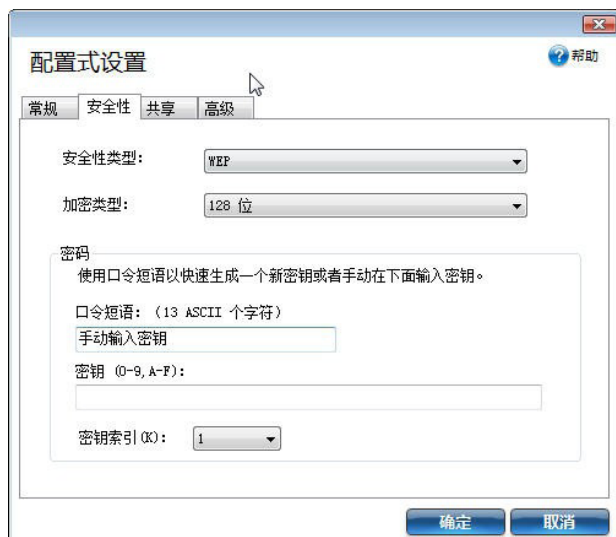 配置式设置
帮助
常规 安全性 共享 高级
安全性类型: WEP
加密类型: 128 位
密码
使用口令短语以快速生成一个新密钥或者手动在下面输入密钥。
口令短语: (13 ASCII 个字符)
手动输入密钥
密钥 (0-9,A-F):
密钥索引(K): 1
确定 取消